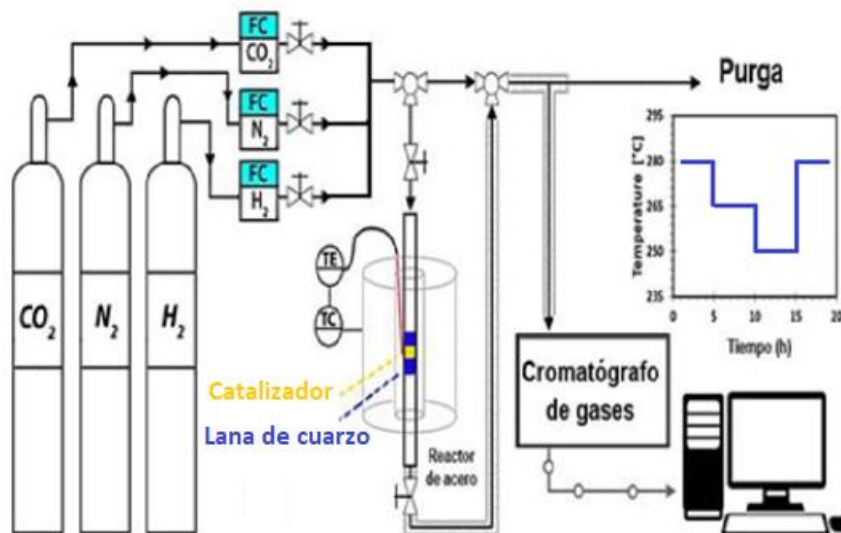 FC
CO₂
FC
N₂
FC
H₂
Purga
CO₂
N₂
H₂
TE
TC
Catalizador
Lana de cuarzo
Reactor
de acero
Cromatógrafo
de gases
Temperature [°C]
295
280
265
250
235
0
5
10
15
20
Tiempo (h)